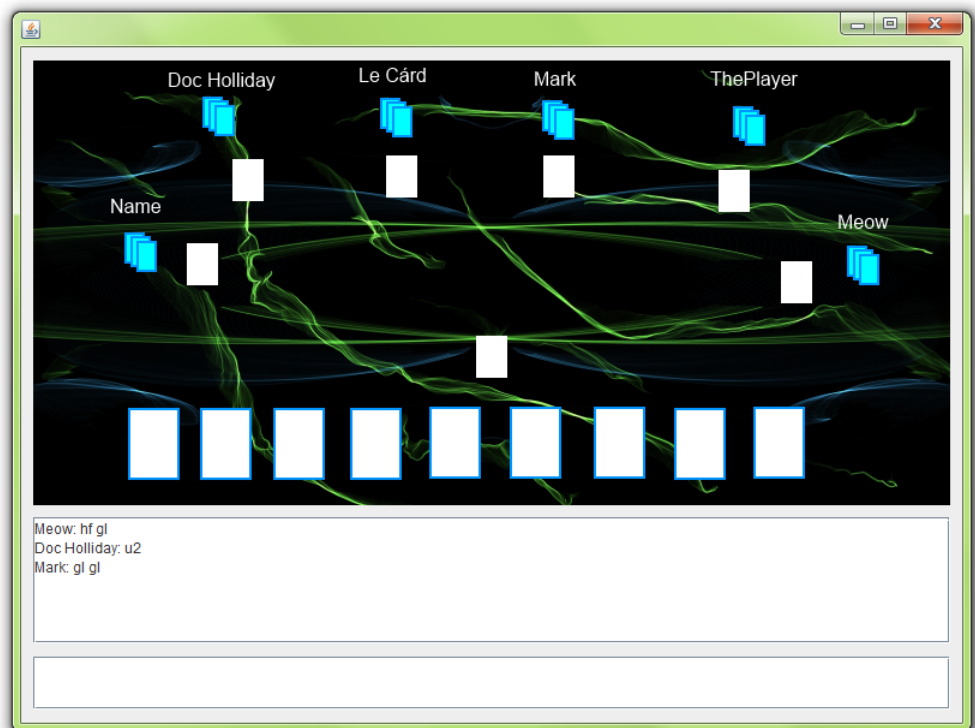 Doc Holliday
Le Cárd
Mark
ThePlayer
Name
Meow
Meow: hf gl
Doc Holliday: u2
Mark: gl gl